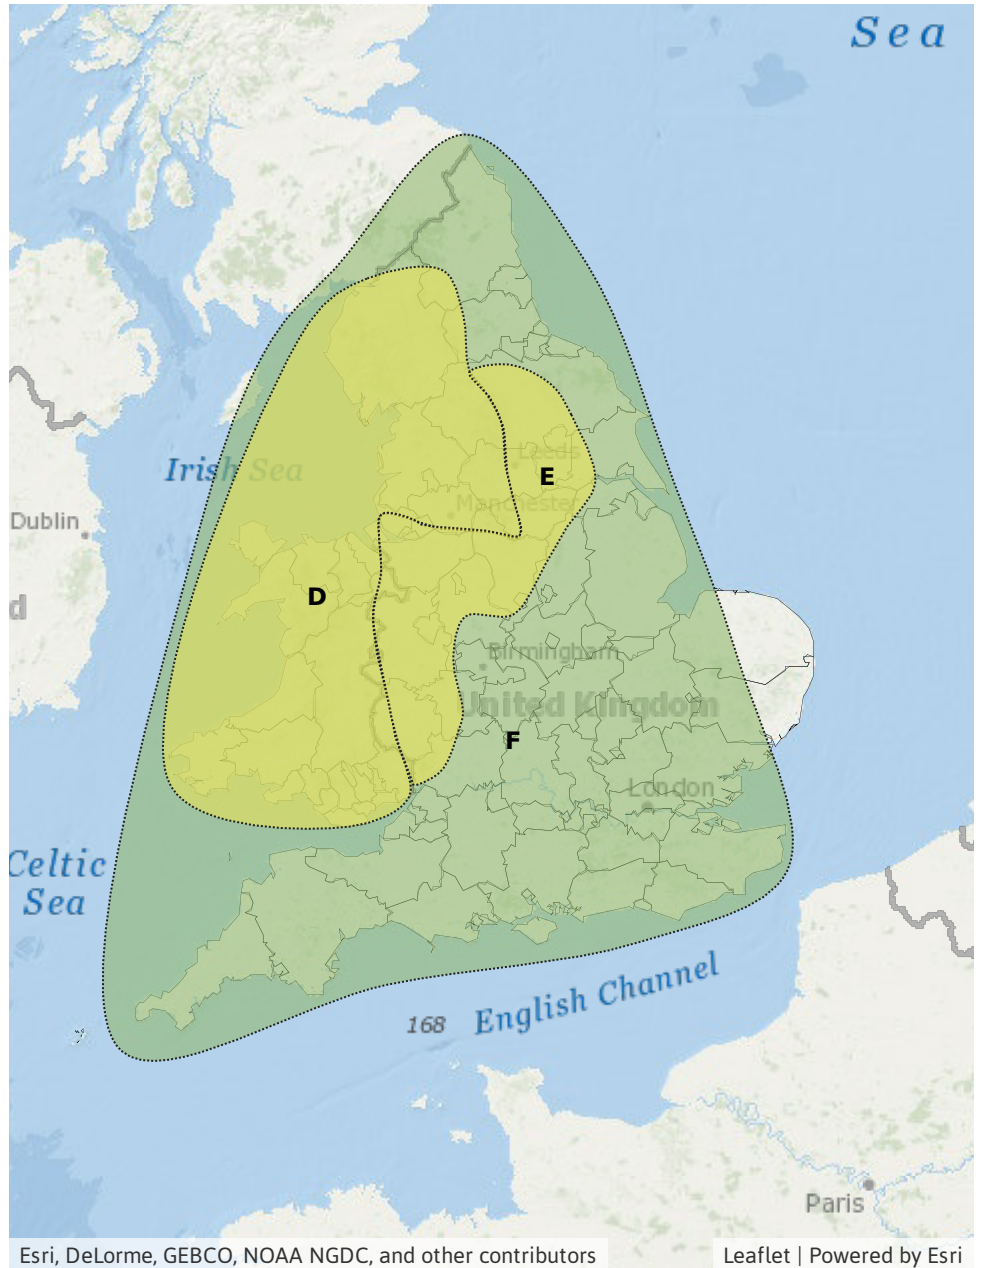 Sea
Irish Sea
Leeds
E
Manchester
Dublin
D
d
Birmingham
United Kingdom
F
London
Celtic
Sea
English Channel
168
Paris
Esri, DeLorme, GEBCO, NOAA NGDC, and other contributors
Leaflet | Powered by Esri